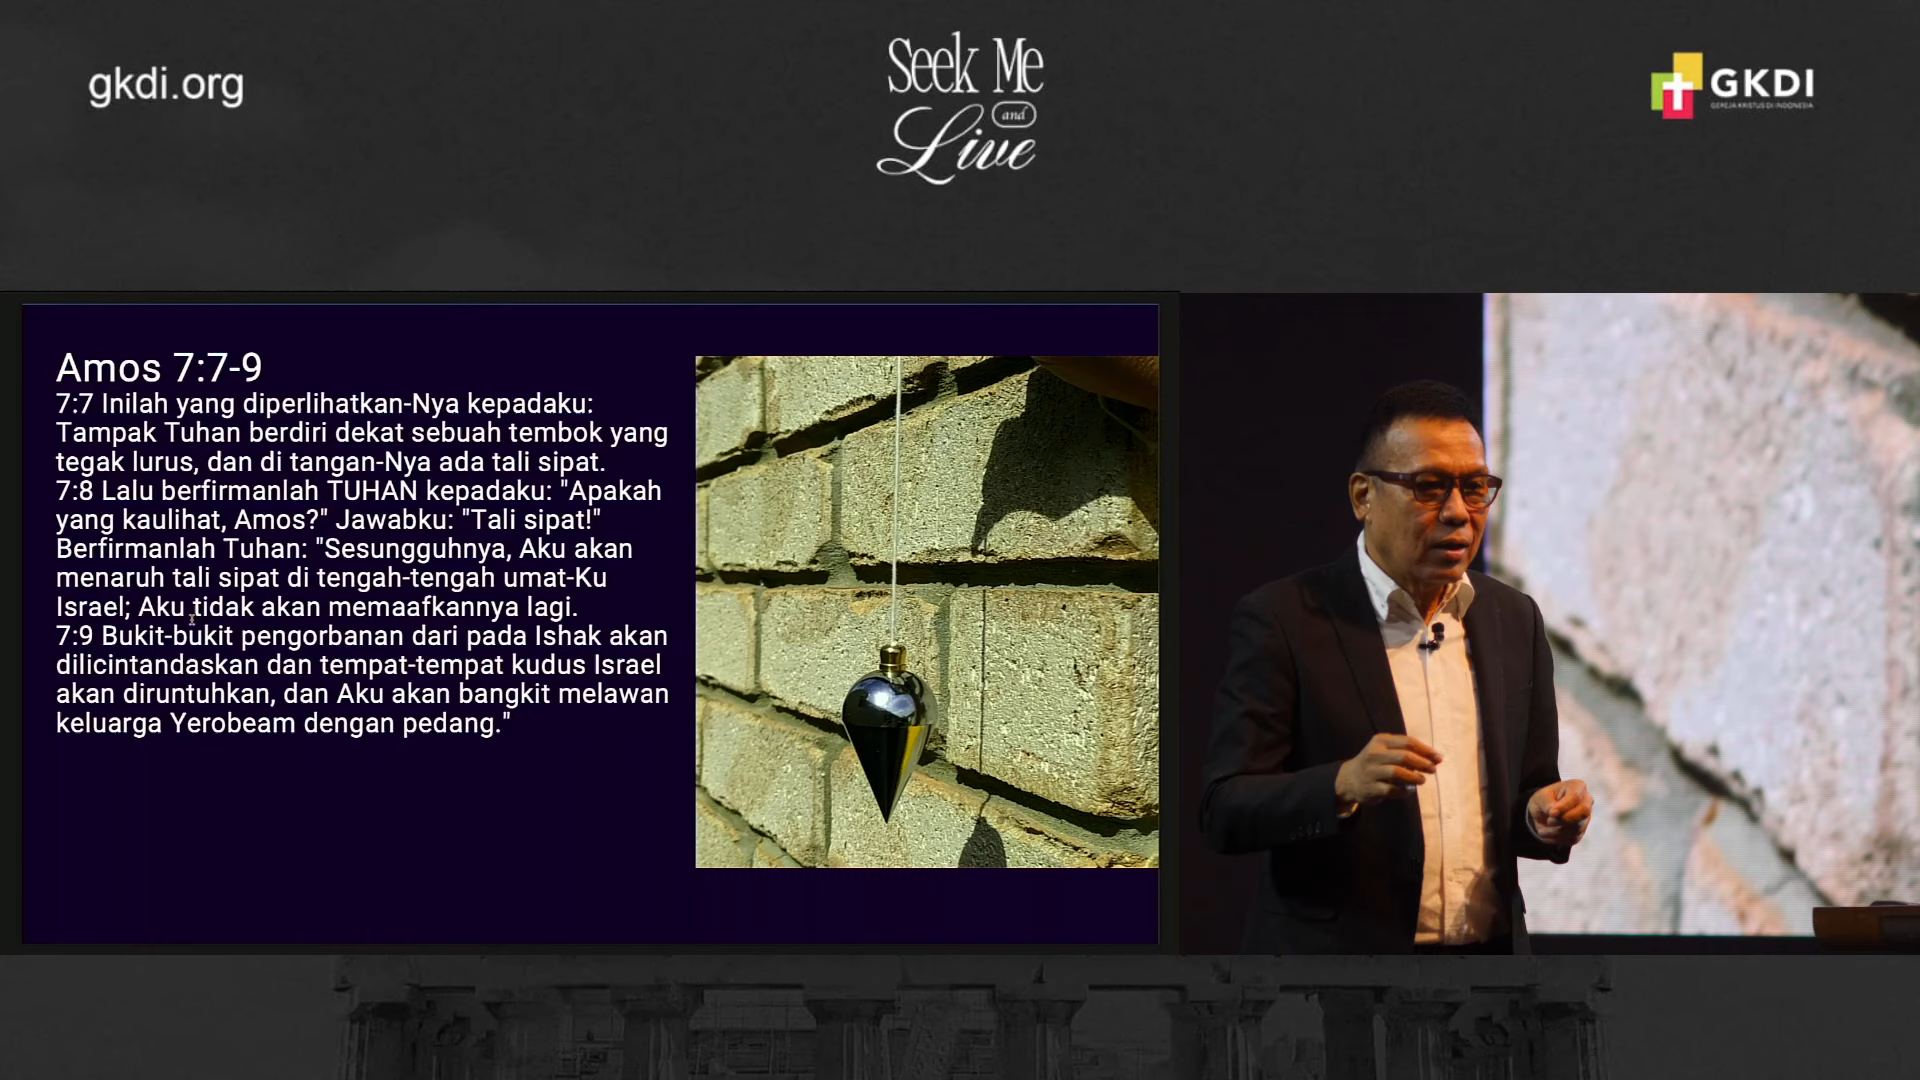 gkdi.org
Seek Me
and
Live
GKDI
GEREJA KRISTUS DI INDONESIA
Amos 7:7-9
7:7 Inilah yang diperlihatkan-Nya kepadaku:
Tampak Tuhan berdiri dekat sebuah tembok yang
tegak lurus, dan di tangan-Nya ada tali sipat.
7:8 Lalu berfirmanlah TUHAN kepadaku: "Apakah
yang kaulihat, Amos?" Jawabku: "Tali sipat!"
Berfirmanlah Tuhan: "Sesungguhnya, Aku akan
menaruh tali sipat di tengah-tengah umat-Ku
Israel; Aku tidak akan memaafkannya lagi.
7:9 Bukit-bukit pengorbanan dari pada Ishak akan
dilicintandaskan dan tempat-tempat kudus Israel
akan diruntuhkan, dan Aku akan bangkit melawan
keluarga Yerobeam dengan pedang."